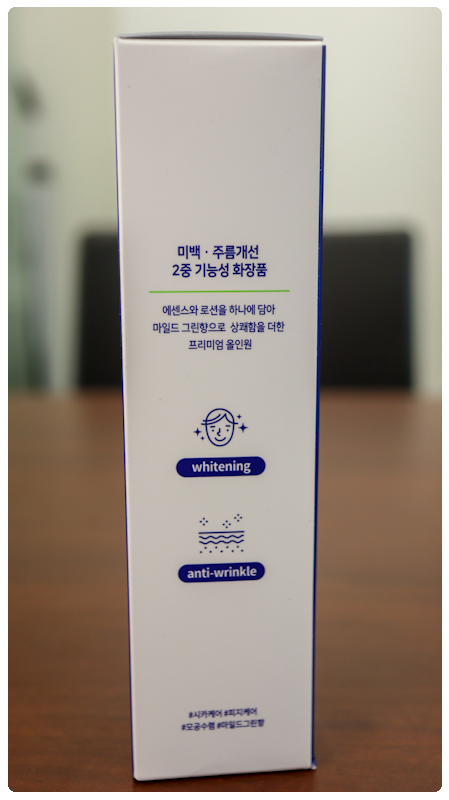 미백 · 주름개선
2중 기능성 화장품
에센스와 로션을 하나에 담아
마일드 그린향으로 상쾌함을 더한
프리미엄 올인원
whitening
anti-wrinkle
#시카케어 #피지케어
#모공수렴 #마일드그린향